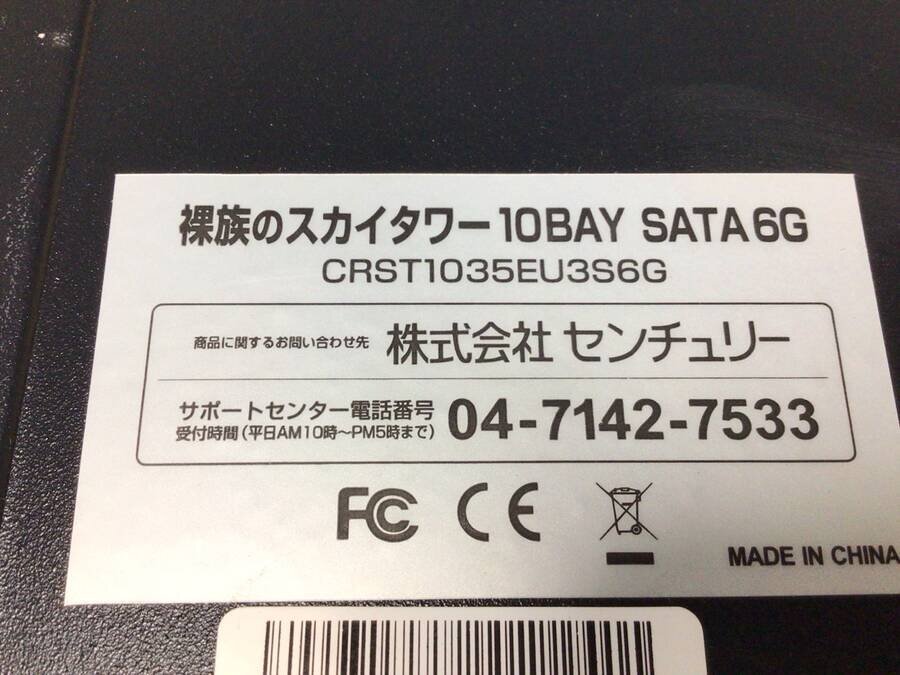 裸族のスカイタワー10BAY SATA6G
CRST1035EU3S6G
商品に関するお問い合わせ先 株式会社 センチュリー
サポートセンター電話番号 04-7142-7533
受付時間(平日AM10時〜PM5時まで)
FC CE
MADE IN CHINA